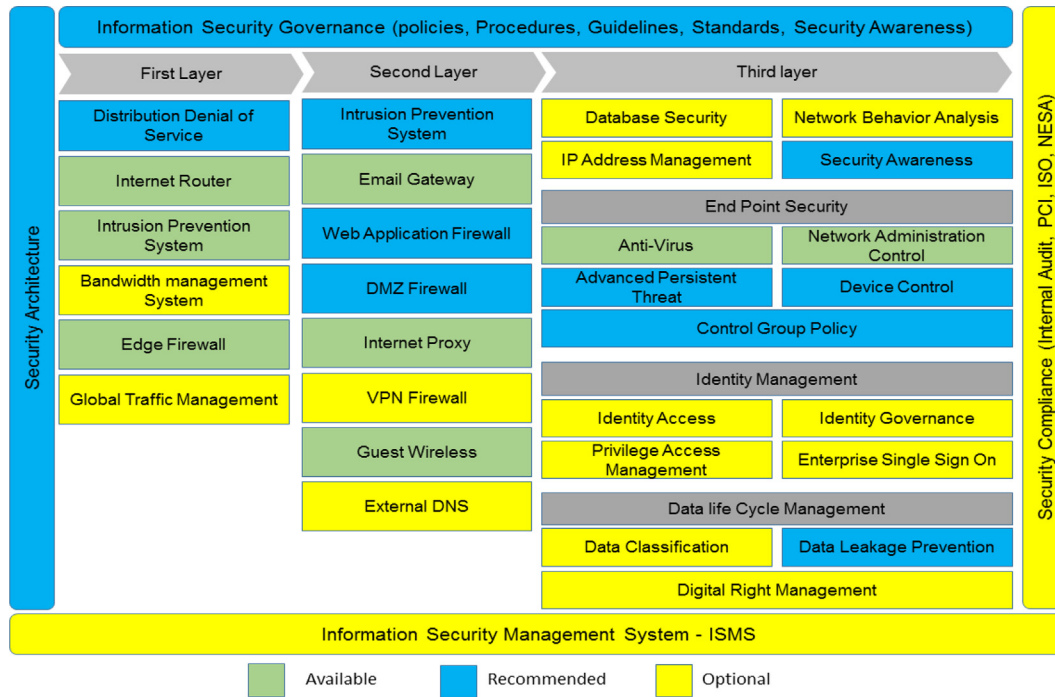 Information Security Governance (policies, Procedures, Guidelines, Standards, Security Awareness)
Security Architecture
First Layer
Distribution Denial of
Service
Internet Router
Intrusion Prevention
System
Bandwidth management
System
Edge Firewall
Global Traffic Management
Second Layer
Intrusion Prevention
System
Email Gateway
Web Application Firewall
DMZ Firewall
Internet Proxy
VPN Firewall
Guest Wireless
External DNS
Third layer
Database Security
Network Behavior Analysis
IP Address Management
Security Awareness
End Point Security
Anti-Virus
Network Administration
Control
Advanced Persistent
Threat
Device Control
Control Group Policy
Identity Management
Identity Access
Identity Governance
Privilege Access
Management
Enterprise Single Sign On
Data life Cycle Management
Data Classification
Data Leakage Prevention
Digital Right Management
Security Compliance (Internal Audit, PCI, ISO, NESA)
Information Security Management System - ISMS
Available
Recommended
Optional